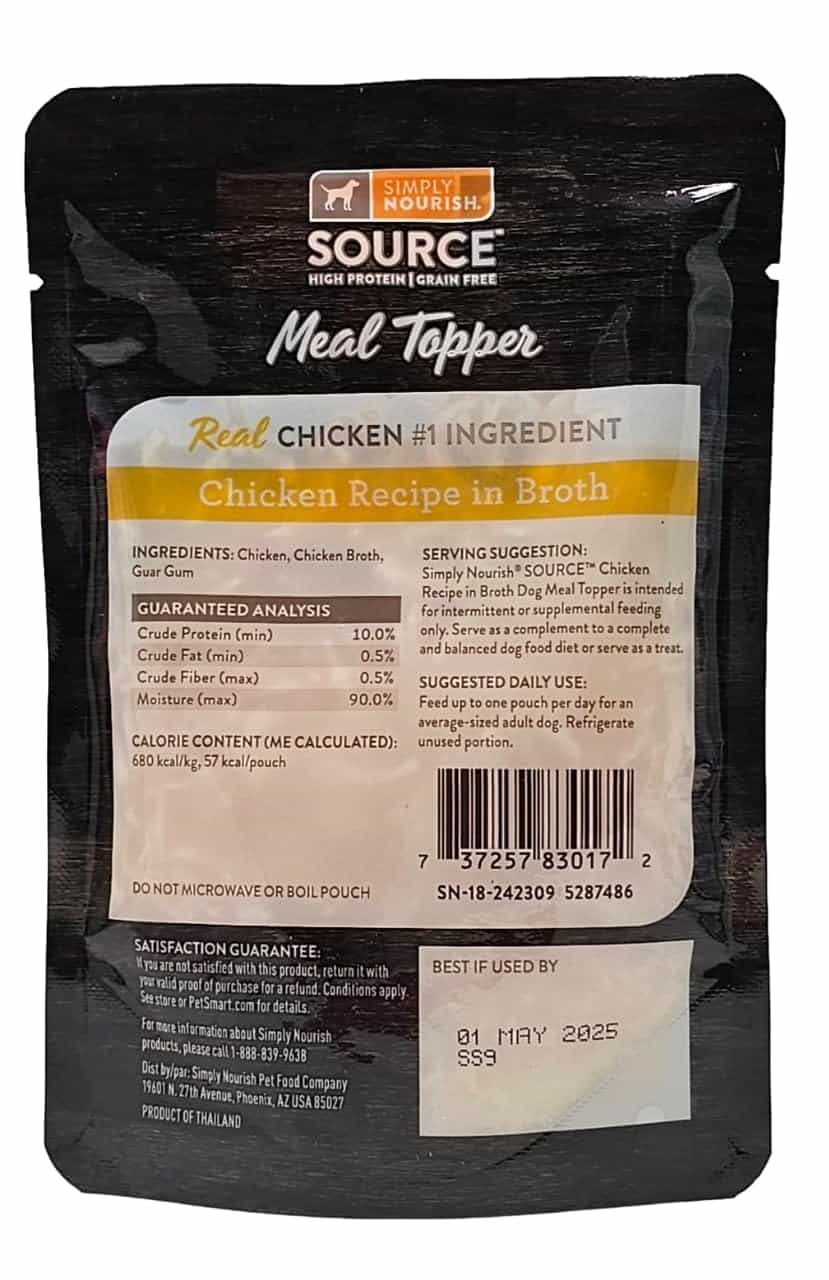 SIMPLY
NOURISH.
SOURCE™
HIGH PROTEIN | GRAIN FREE
Meal Topper
Real CHICKEN #1 INGREDIENT
Chicken Recipe in Broth
INGREDIENTS: Chicken, Chicken Broth,
Guar Gum
GUARANTEED ANALYSIS
Crude Protein (min) 10.0%
Crude Fat (min) 0.5%
Crude Fiber (max) 0.5%
Moisture (max) 90.0%
CALORIE CONTENT (ME CALCULATED):
680 kcal/kg, 57 kcal/pouch
DO NOT MICROWAVE OR BOIL POUCH
SERVING SUGGESTION:
Simply Nourish® SOURCE™ Chicken
Recipe in Broth Dog Meal Topper is intended
for intermittent or supplemental feeding
only. Serve as a complement to a complete
and balanced dog food diet or serve as a treat.
SUGGESTED DAILY USE:
Feed up to one pouch per day for an
average-sized adult dog. Refrigerate
unused portion.
7 37257 83017 2
SN-18-242309 5287486
SATISFACTION GUARANTEE:
If you are not satisfied with this product, return it with
your valid proof of purchase for a refund. Conditions apply.
See store or PetSmart.com for details.
For more information about Simply Nourish
products, please call 1-888-839-9638
Dist by/par: Simply Nourish Pet Food Company
19601 N. 27th Avenue, Phoenix, AZ USA 85027
PRODUCT OF THAILAND
BEST IF USED BY
01 MAY 2025
SS9